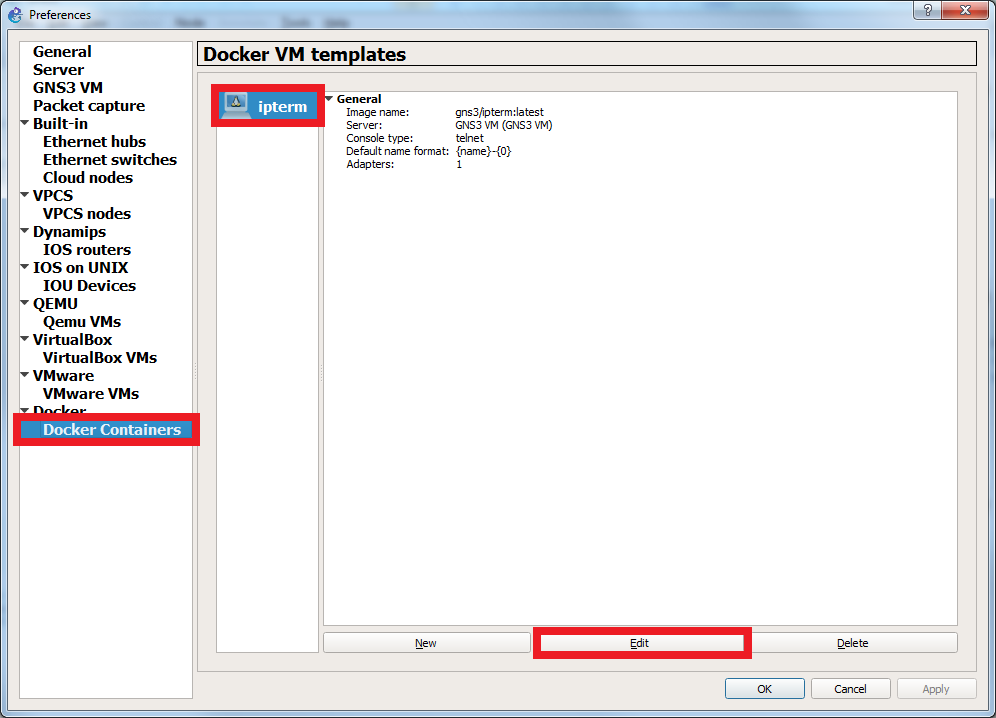 Preferences
General
Server
GNS3 VM
Packet capture
Built-in
Ethernet hubs
Ethernet switches
Cloud nodes
VPCS
VPCS nodes
Dynamips
IOS routers
IOS on UNIX
IOU Devices
QEMU
Qemu VMs
VirtualBox
VirtualBox VMs
VMware
VMware VMs
Docker
Docker Containers
Docker VM templates
ipterm
General
Image name: gns3/ipterm:latest
Server: GNS3 VM (GNS3 VM)
Console type: telnet
Default name format: {name}-{0}
Adapters: 1
New Edit Delete
OK Cancel Apply